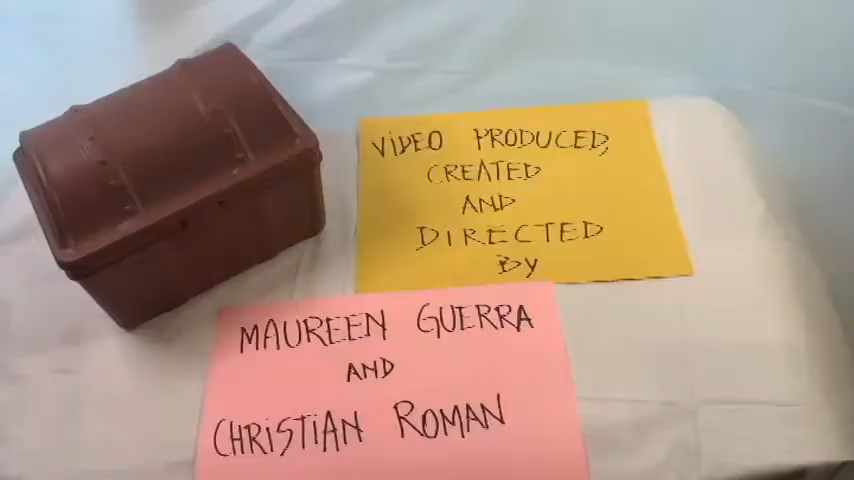 VIDEO PRODUCED,
CREATED
AND
DIRECTED
BY
MAUREEN GUERRA
AND
CHRISTIAN ROMAN